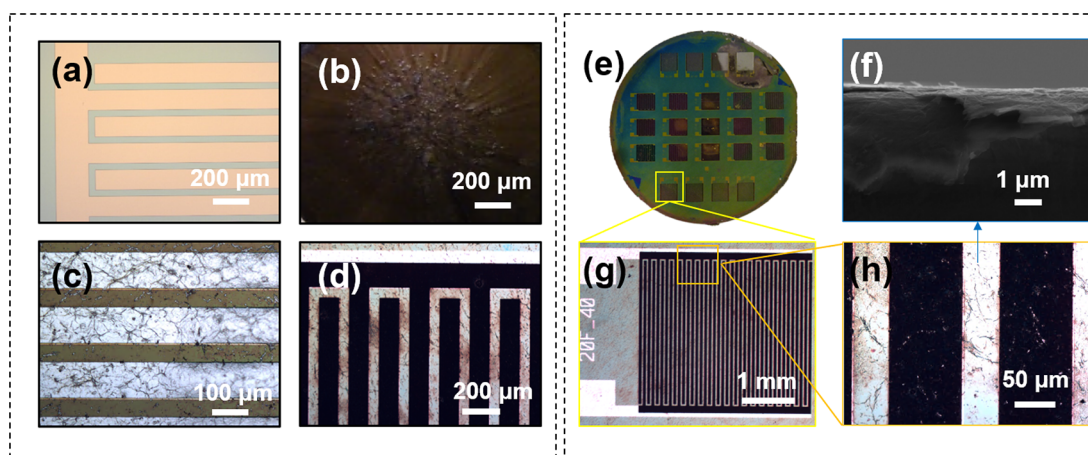 (a)
200 µm
(b)
200 µm
(c)
100 µm
(d)
200 µm
(e)
(f)
1 µm
(g)
20F_40
1 mm
(h)
50 µm